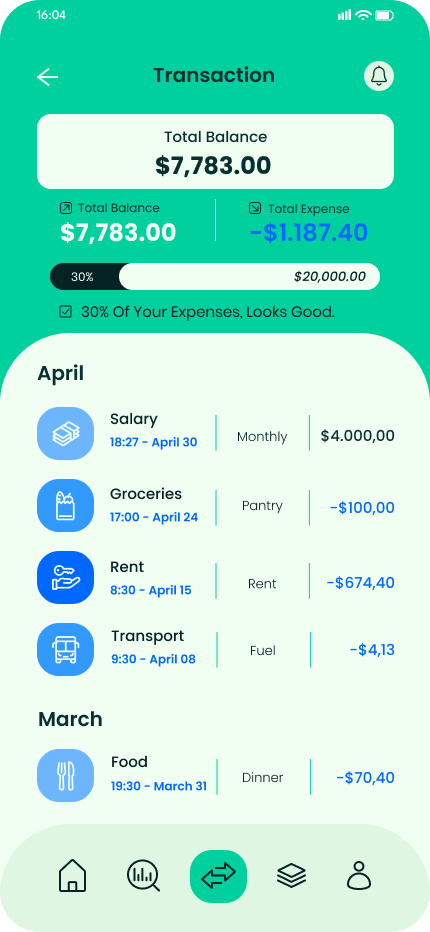 16:04
Transaction
Total Balance
$7,783.00
Total Balance
$7,783.00
Total Expense
-$1.187.40
30%
$20,000.00
30% Of Your Expenses, Looks Good.
April
Salary
18:27 - April 30
Monthly
$4.000,00
Groceries
17:00 - April 24
Pantry
-$100,00
Rent
8:30 - April 15
Rent
-$674,40
Transport
9:30 - April 08
Fuel
-$4,13
March
Food
19:30 - March 31
Dinner
-$70,40